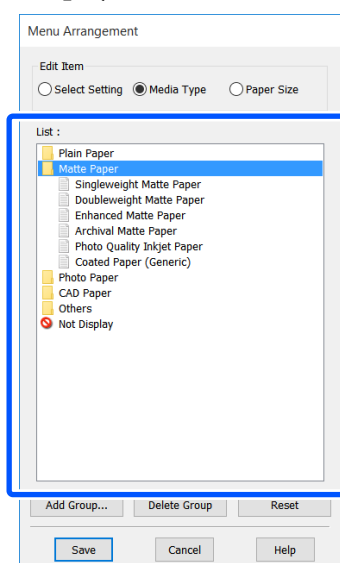 Menu Arrangement
Edit Item
Select Setting Media Type Paper Size
List :
Plain Paper
Matte Paper
Singleweight Matte Paper
Doubleweight Matte Paper
Enhanced Matte Paper
Archival Matte Paper
Photo Quality Inkjet Paper
Coated Paper (Generic)
Photo Paper
CAD Paper
Others
Not Display
Add Group... Delete Group Reset
Save Cancel Help